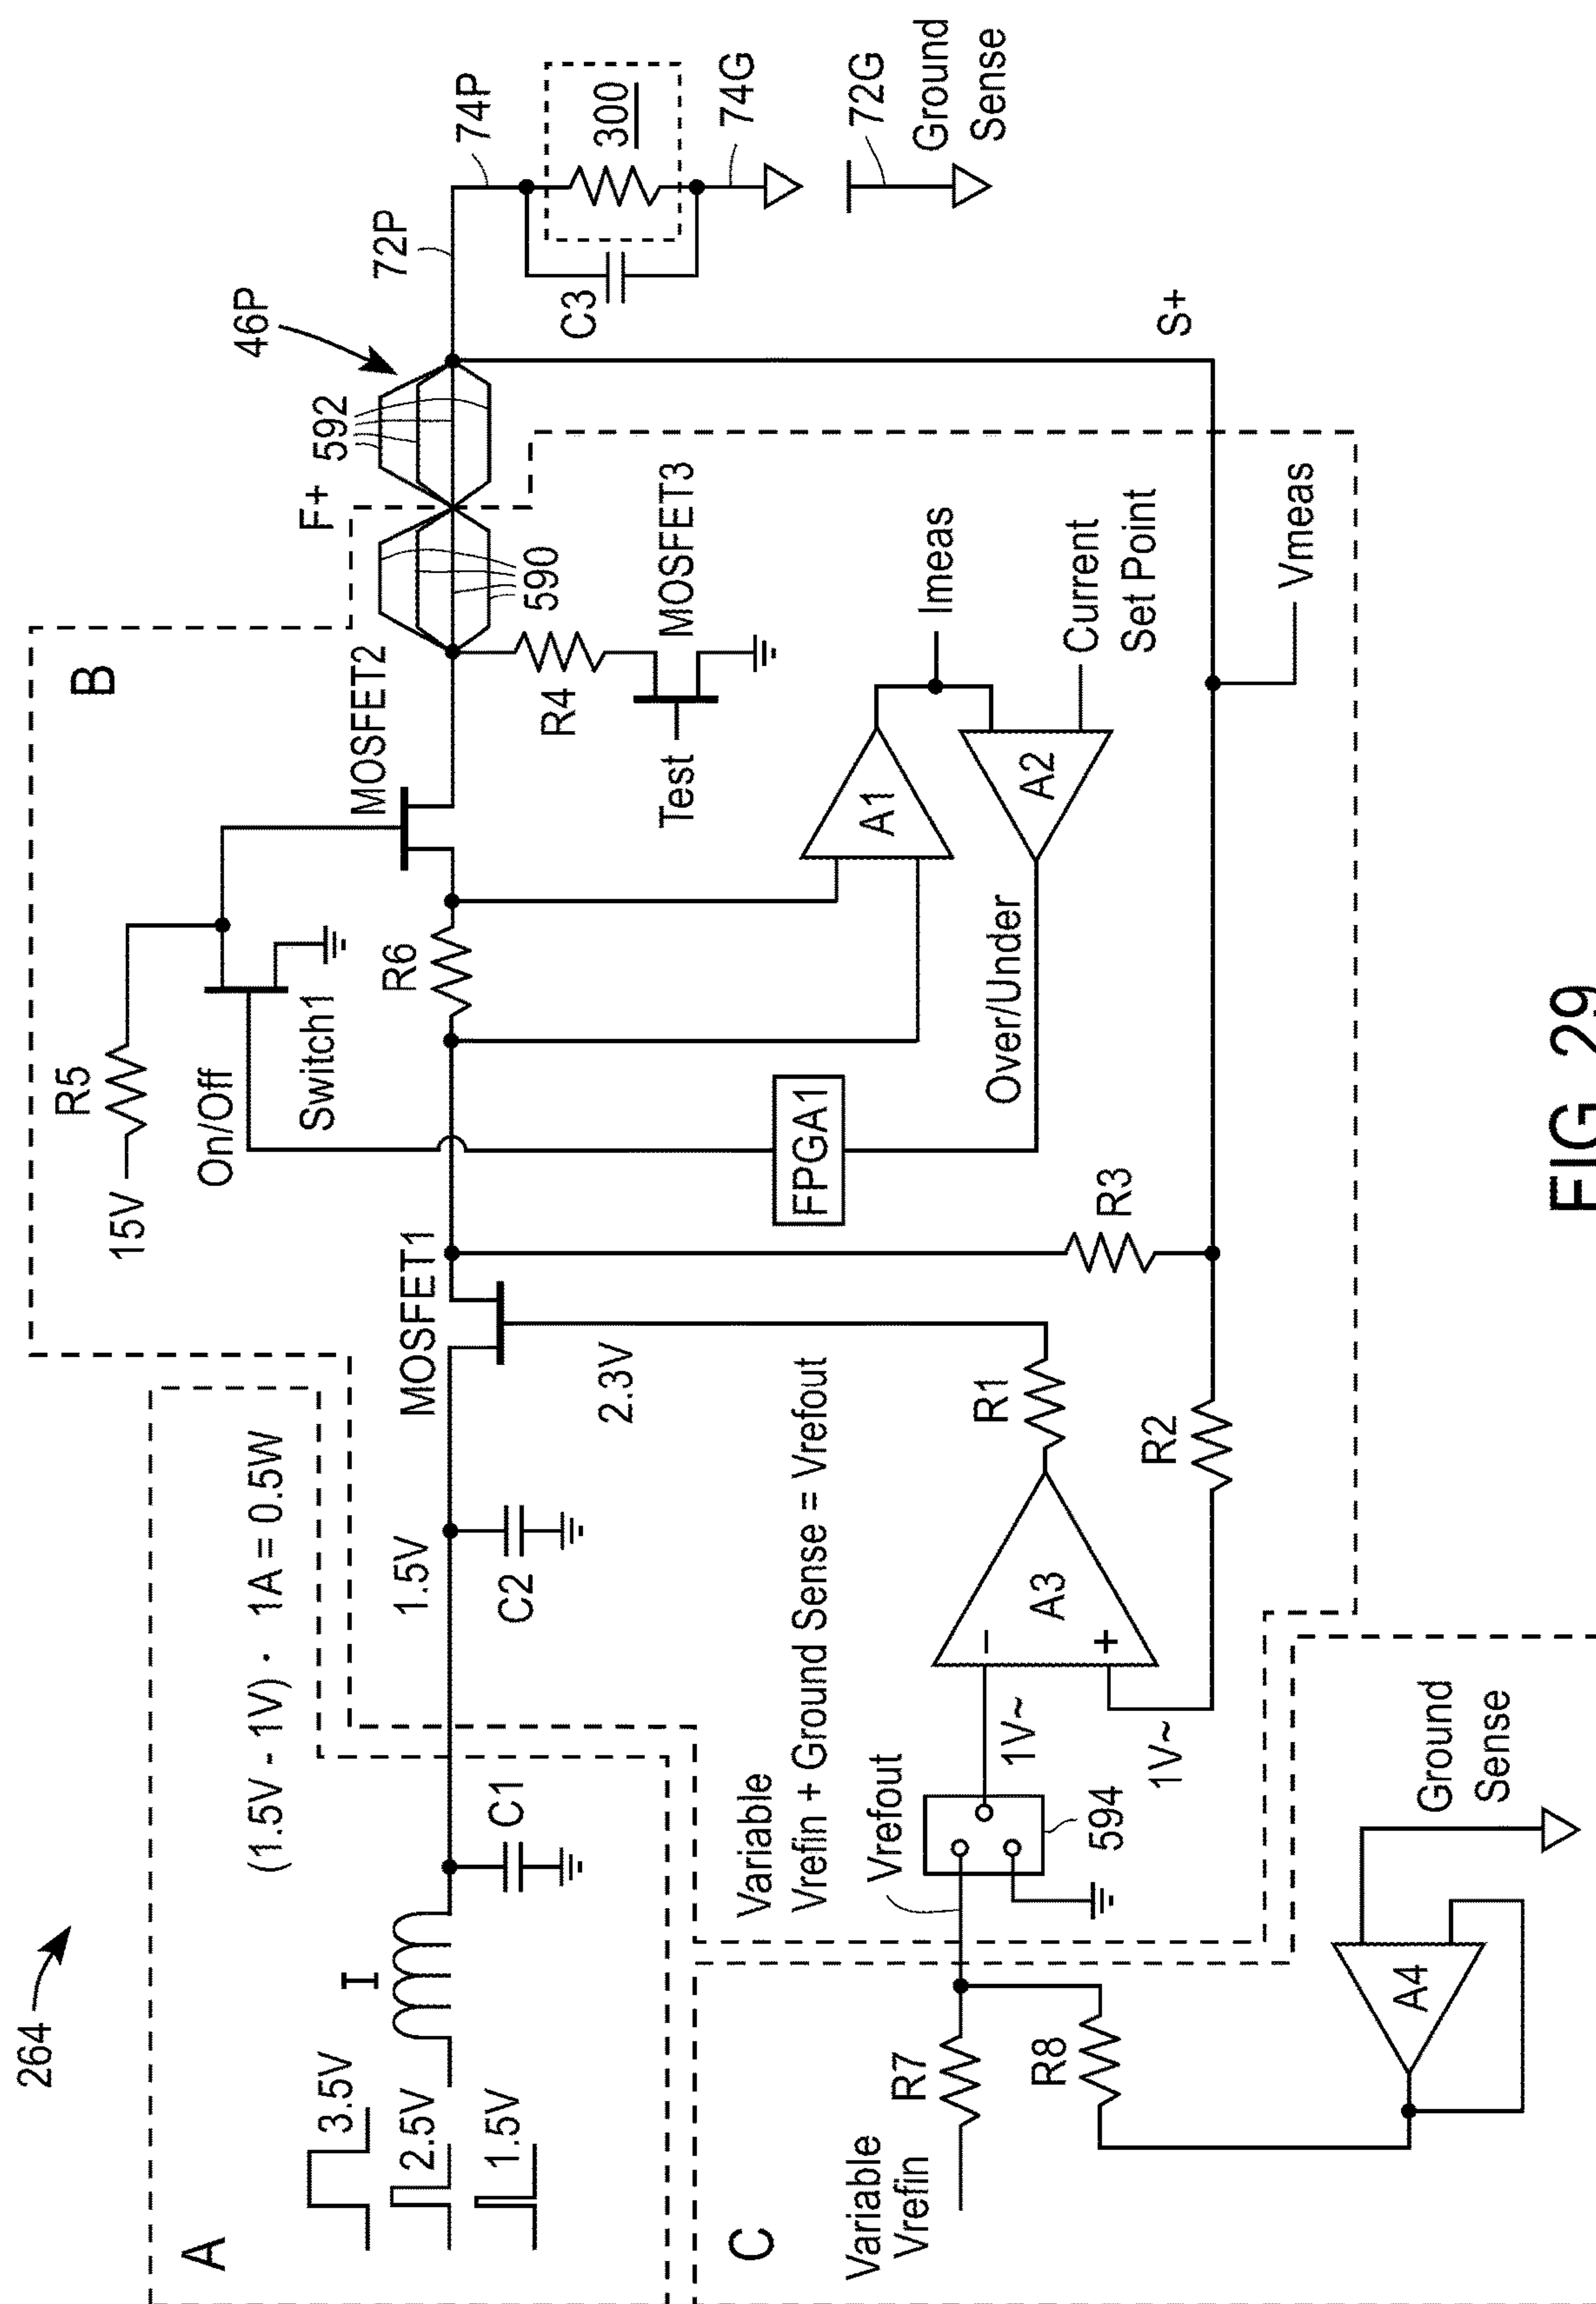 264
A
3.5V
2.5V
1.5V
I
C1
(1.5V - 1V) · 1A = 0.5W
1.5V
C2
MOSFET1
2.3V
B
15V
R5
On/Off
Switch1
R6
MOSFET2
F+
46P
592
590
72P
74P
300
C3
74G
72G
Ground
Sense
R4
MOSFET3
Test
A1
Imeas
A2
Current
Set Point
Over/Under
FPGA1
S+
Vmeas
R3
R1
R2
A3
−
+
1V~
1V~
594
Variable
Vrefin + Ground Sense = Vrefout
Vrefout
C
Variable
Vrefin
R7
R8
A4
Ground
Sense
FIG. 29